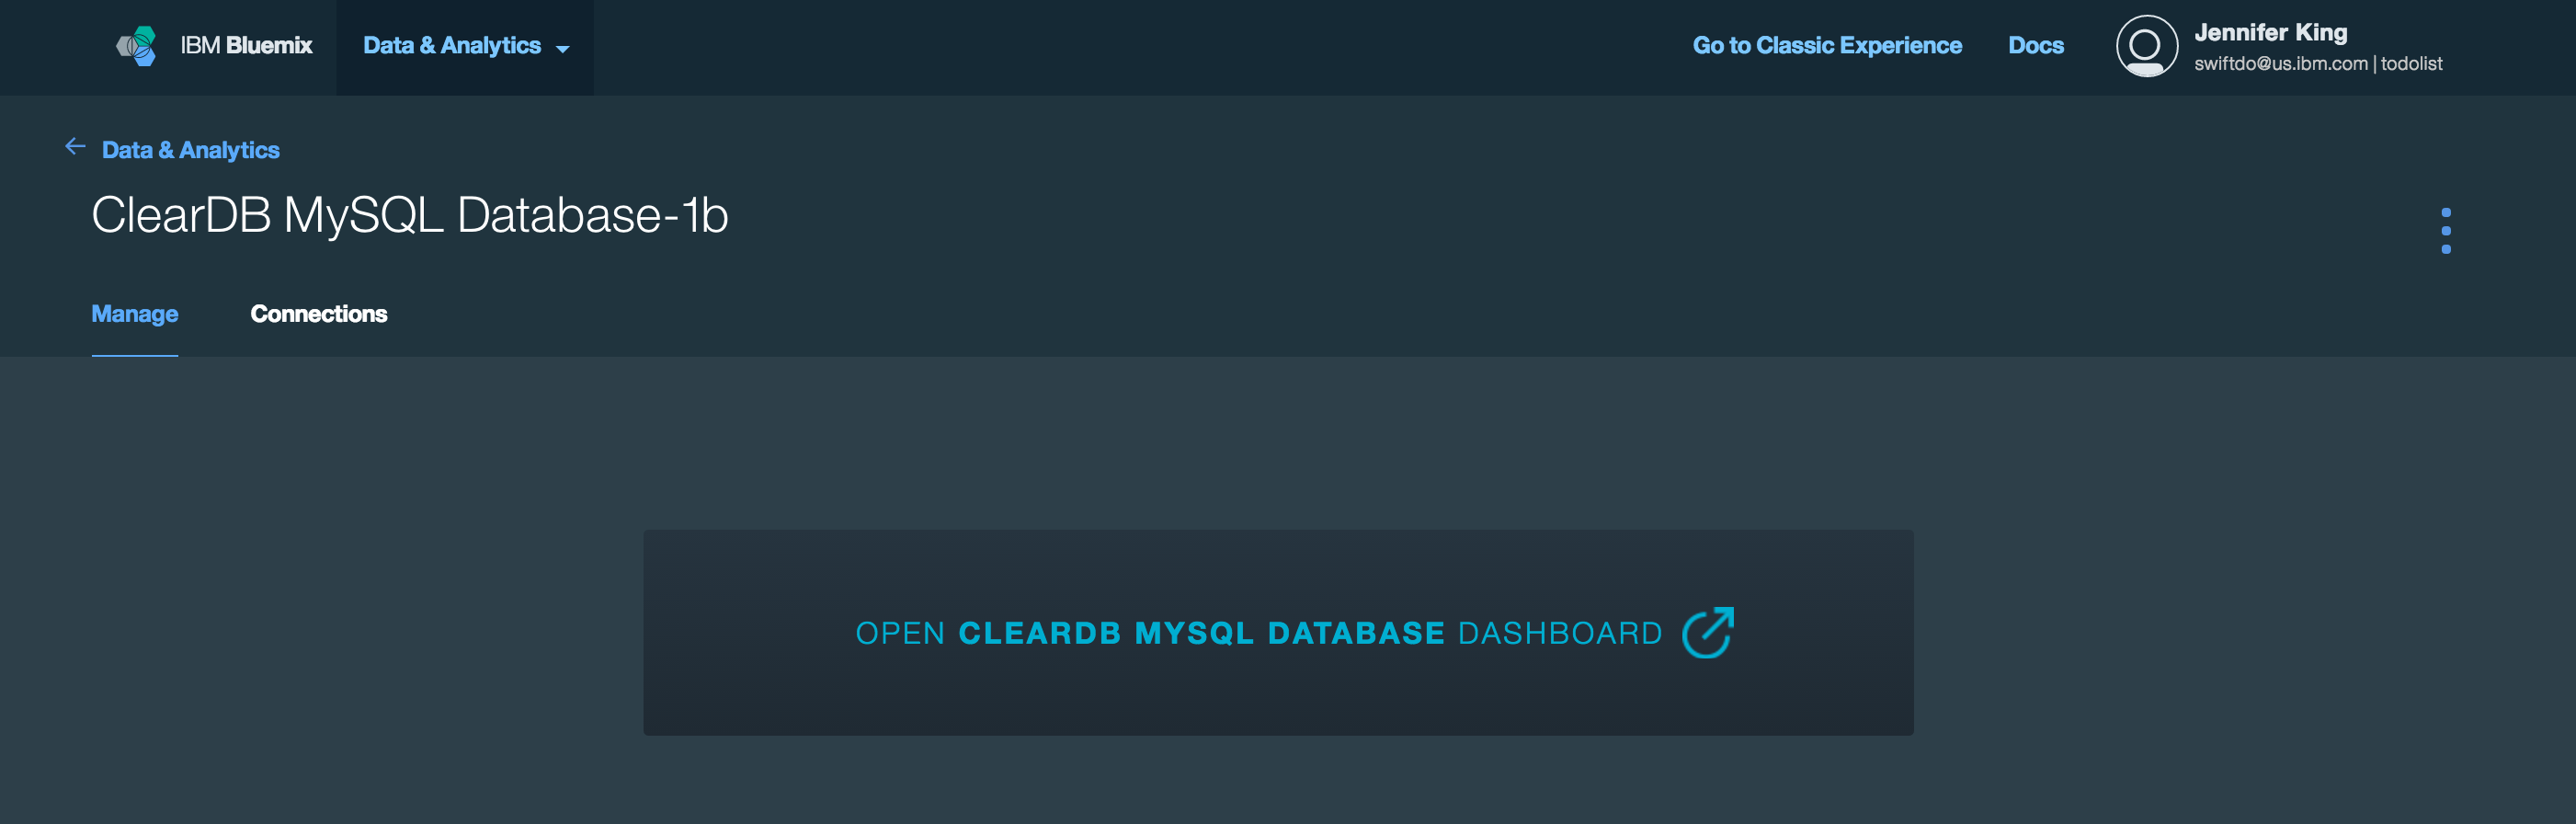 IBM Bluemix
Data & Analytics
Go to Classic Experience
Docs
Jennifer King
swiftdo@us.ibm.com | todolist
Data & Analytics
ClearDB MySQL Database-1b
Manage
Connections
OPEN CLEARDB MYSQL DATABASE DASHBOARD